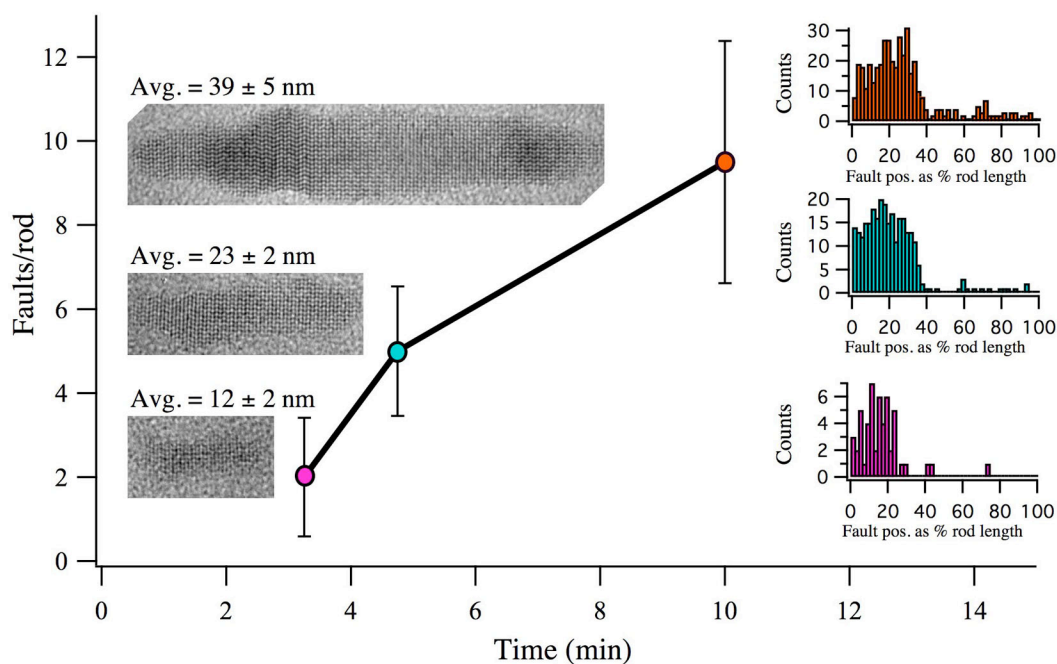 Faults/rod
12
10
8
6
4
2
0
Avg. = 39 ± 5 nm
Avg. = 23 ± 2 nm
Avg. = 12 ± 2 nm
0 2 4 6 8 10 12 14
Time (min)
Counts
30
20
10
0
0 20 40 60 80 100
Fault pos. as % rod length
Counts
20
15
10
5
0
0 20 40 60 80 100
Fault pos. as % rod length
Counts
6
4
2
0
0 20 40 60 80 100
Fault pos. as % rod length